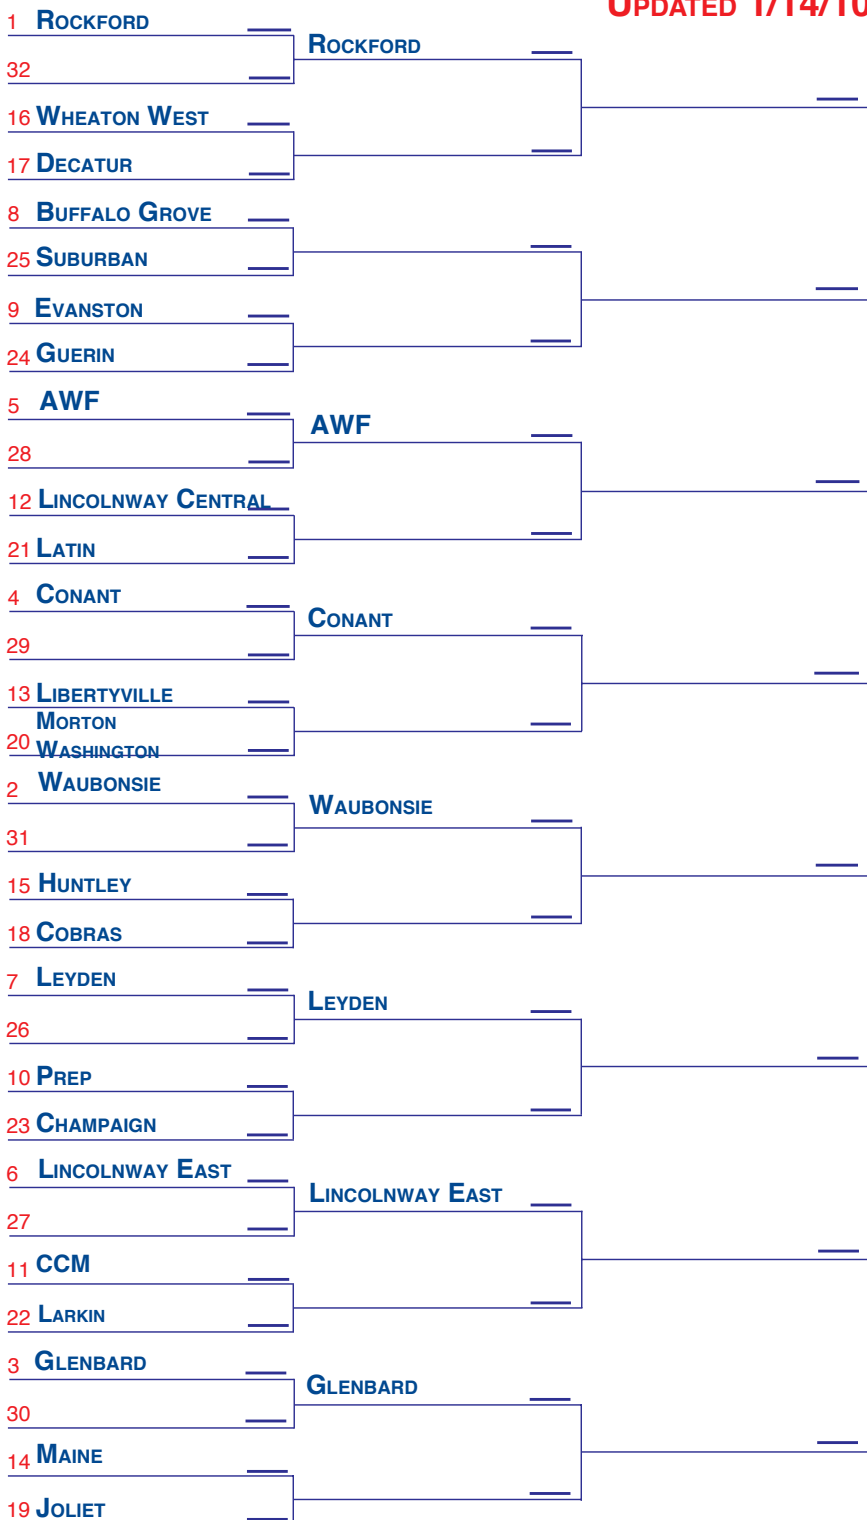 UPDATED 1/14/10
1 ROCKFORD
ROCKFORD
32
16 WHEATON WEST
17 DECATUR
8 BUFFALO GROVE
25 SUBURBAN
9 EVANSTON
24 GUERIN
5 AWF
AWF
28
12 LINCOLNWAY CENTRAL
21 LATIN
4 CONANT
CONANT
29
13 LIBERTYVILLE
MORTON
20 WASHINGTON
2 WAUBONSIE
WAUBONSIE
31
15 HUNTLEY
18 COBRAS
7 LEYDEN
LEYDEN
26
10 PREP
23 CHAMPAIGN
6 LINCOLNWAY EAST
LINCOLNWAY EAST
27
11 CCM
22 LARKIN
3 GLENBARD
GLENBARD
30
14 MAINE
19 JOLIET